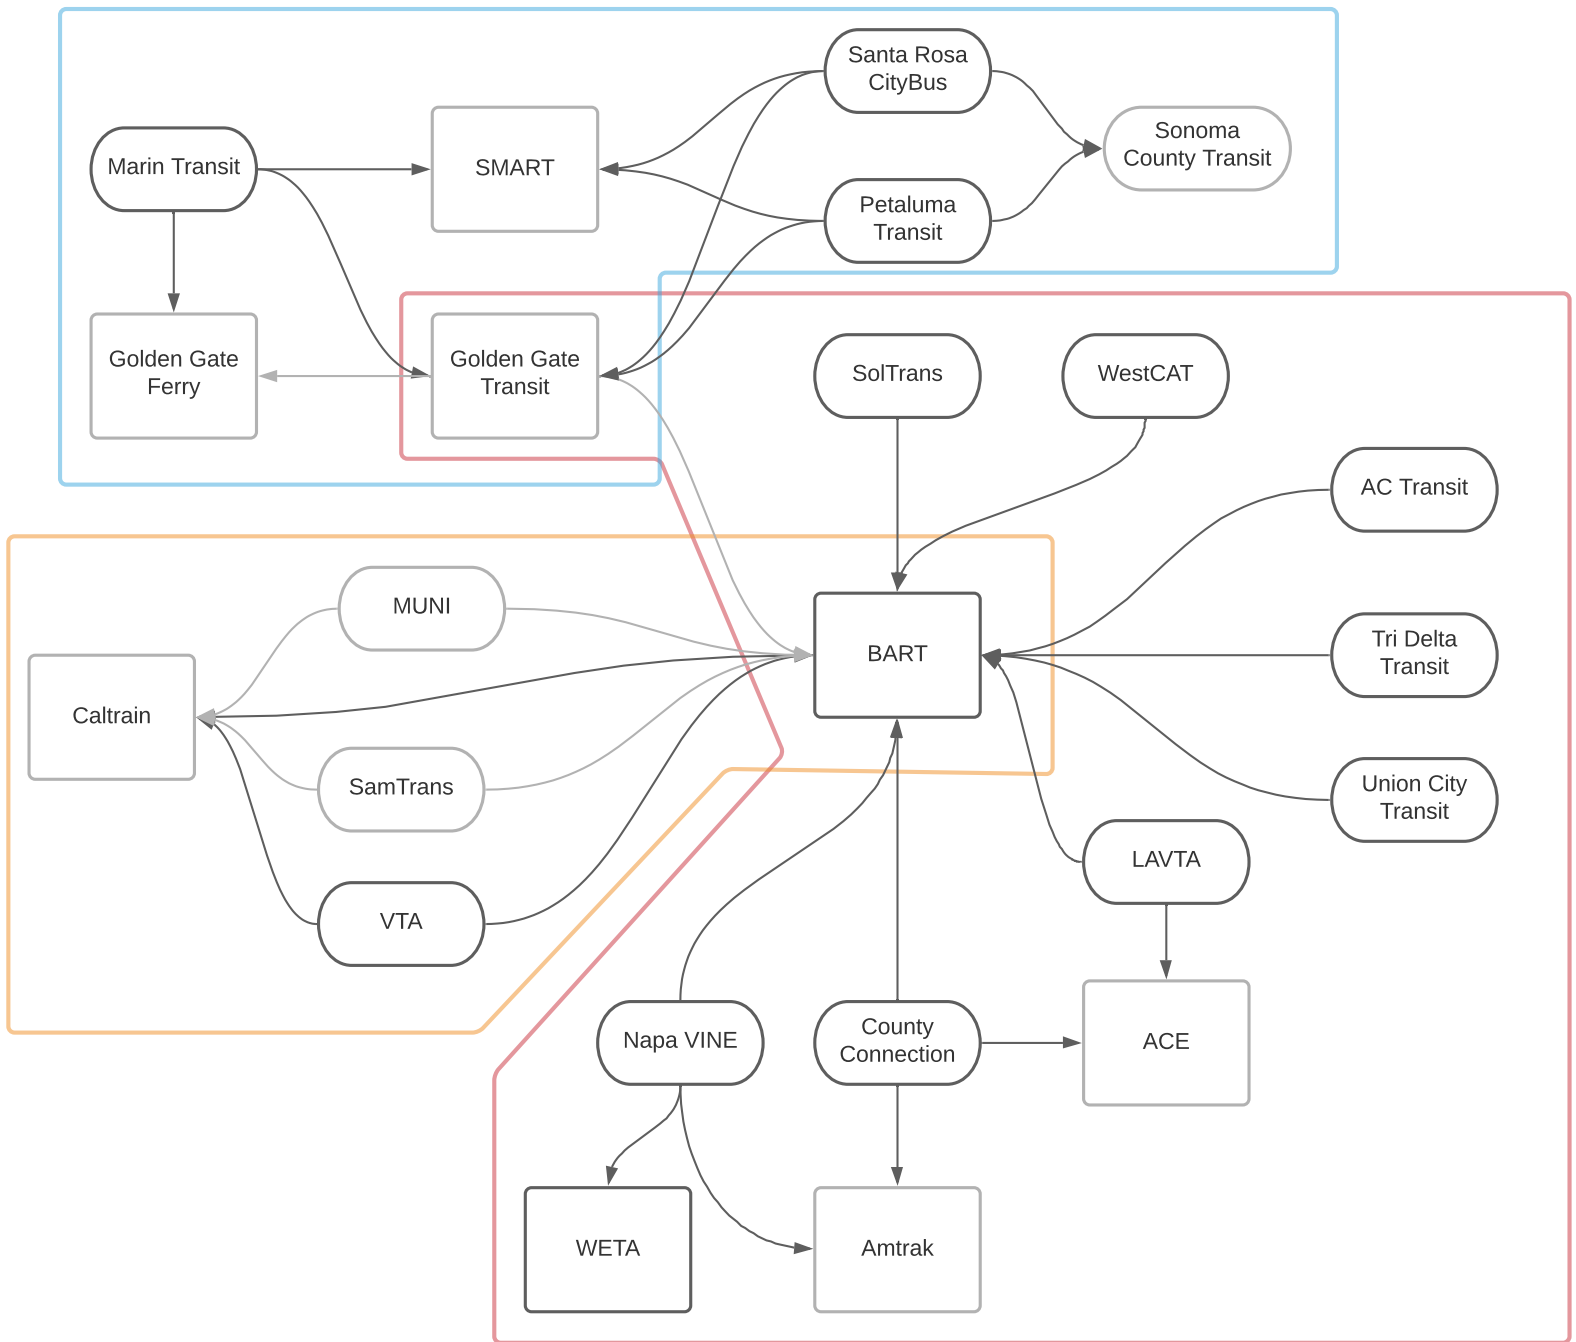 Santa Rosa
CityBus
Marin Transit
SMART
Sonoma
County Transit
Petaluma
Transit
Golden Gate
Ferry
Golden Gate
Transit
SolTrans
WestCAT
AC Transit
MUNI
BART
Tri Delta
Transit
Caltrain
SamTrans
Union City
Transit
LAVTA
VTA
Napa VINE
County
Connection
ACE
WETA
Amtrak